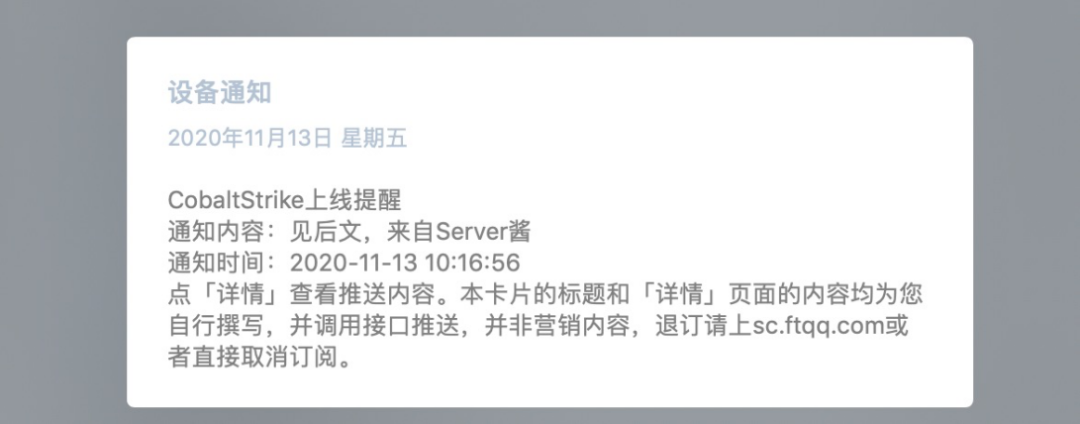 设备通知
2020年11月13日 星期五
CobaltStrike上线提醒
通知内容：见后文，来自Server酱
通知时间：2020-11-13 10:16:56
点「详情」查看推送内容。本卡片的标题和「详情」页面的内容均为您
自行撰写，并调用接口推送，并非营销内容，退订请上sc.ftqq.com或
者直接取消订阅。